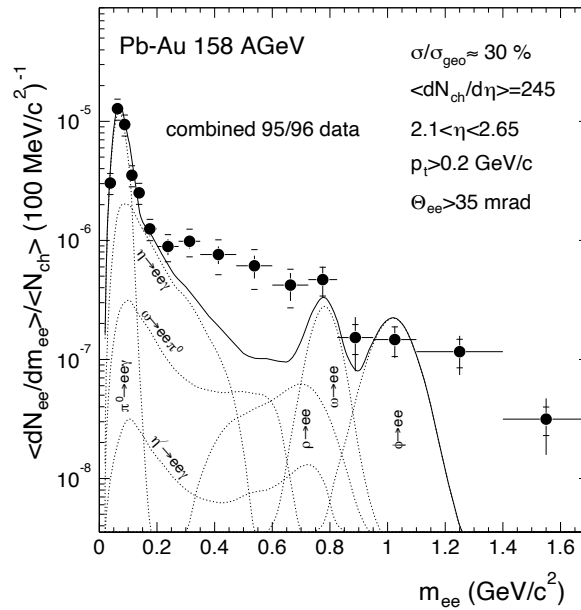 Pb-Au 158 AGeV
σ/σgeo≈ 30 %
<dNch/dη>=245
combined 95/96 data
2.1<η<2.65
pt>0.2 GeV/c
Θee>35 mrad
<dNee/dmee>/<Nch> (100 MeV/c²)⁻¹
10⁻⁵
10⁻⁶
10⁻⁷
10⁻⁸
η→eeγ
ω→eeπ⁰
π⁰→eeγ
η′→eeγ
ρ→ee
ω→ee
φ→ee
0 0.2 0.4 0.6 0.8 1 1.2 1.4 1.6
mee (GeV/c²)